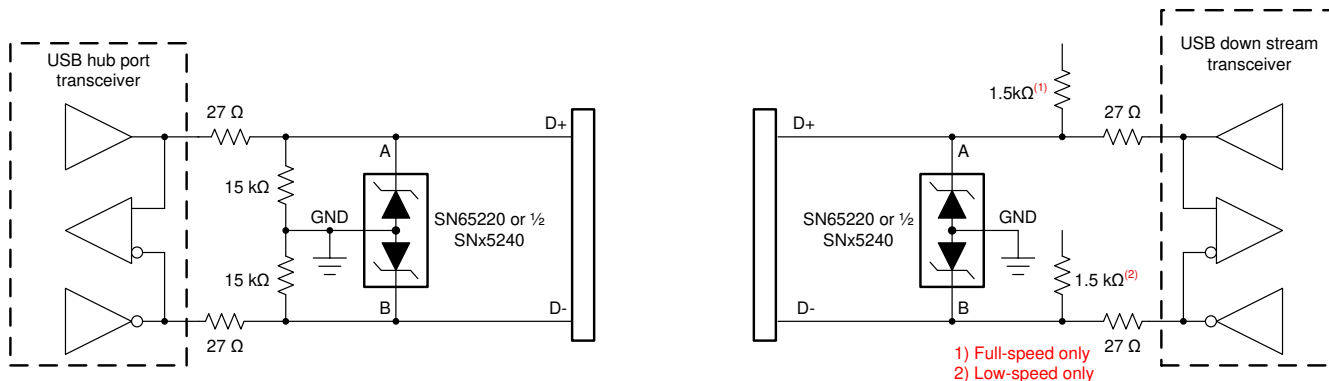 USB hub port
transceiver
27 Ω
15 kΩ
15 kΩ
27 Ω
GND
A
B
SN65220 or ½
SNx5240
D+
D-
D+
D-
A
B
SN65220 or ½
SNx5240
GND
1.5kΩ(1)
1.5 kΩ(2)
27 Ω
27 Ω
USB down stream
transceiver
1) Full-speed only
2) Low-speed only